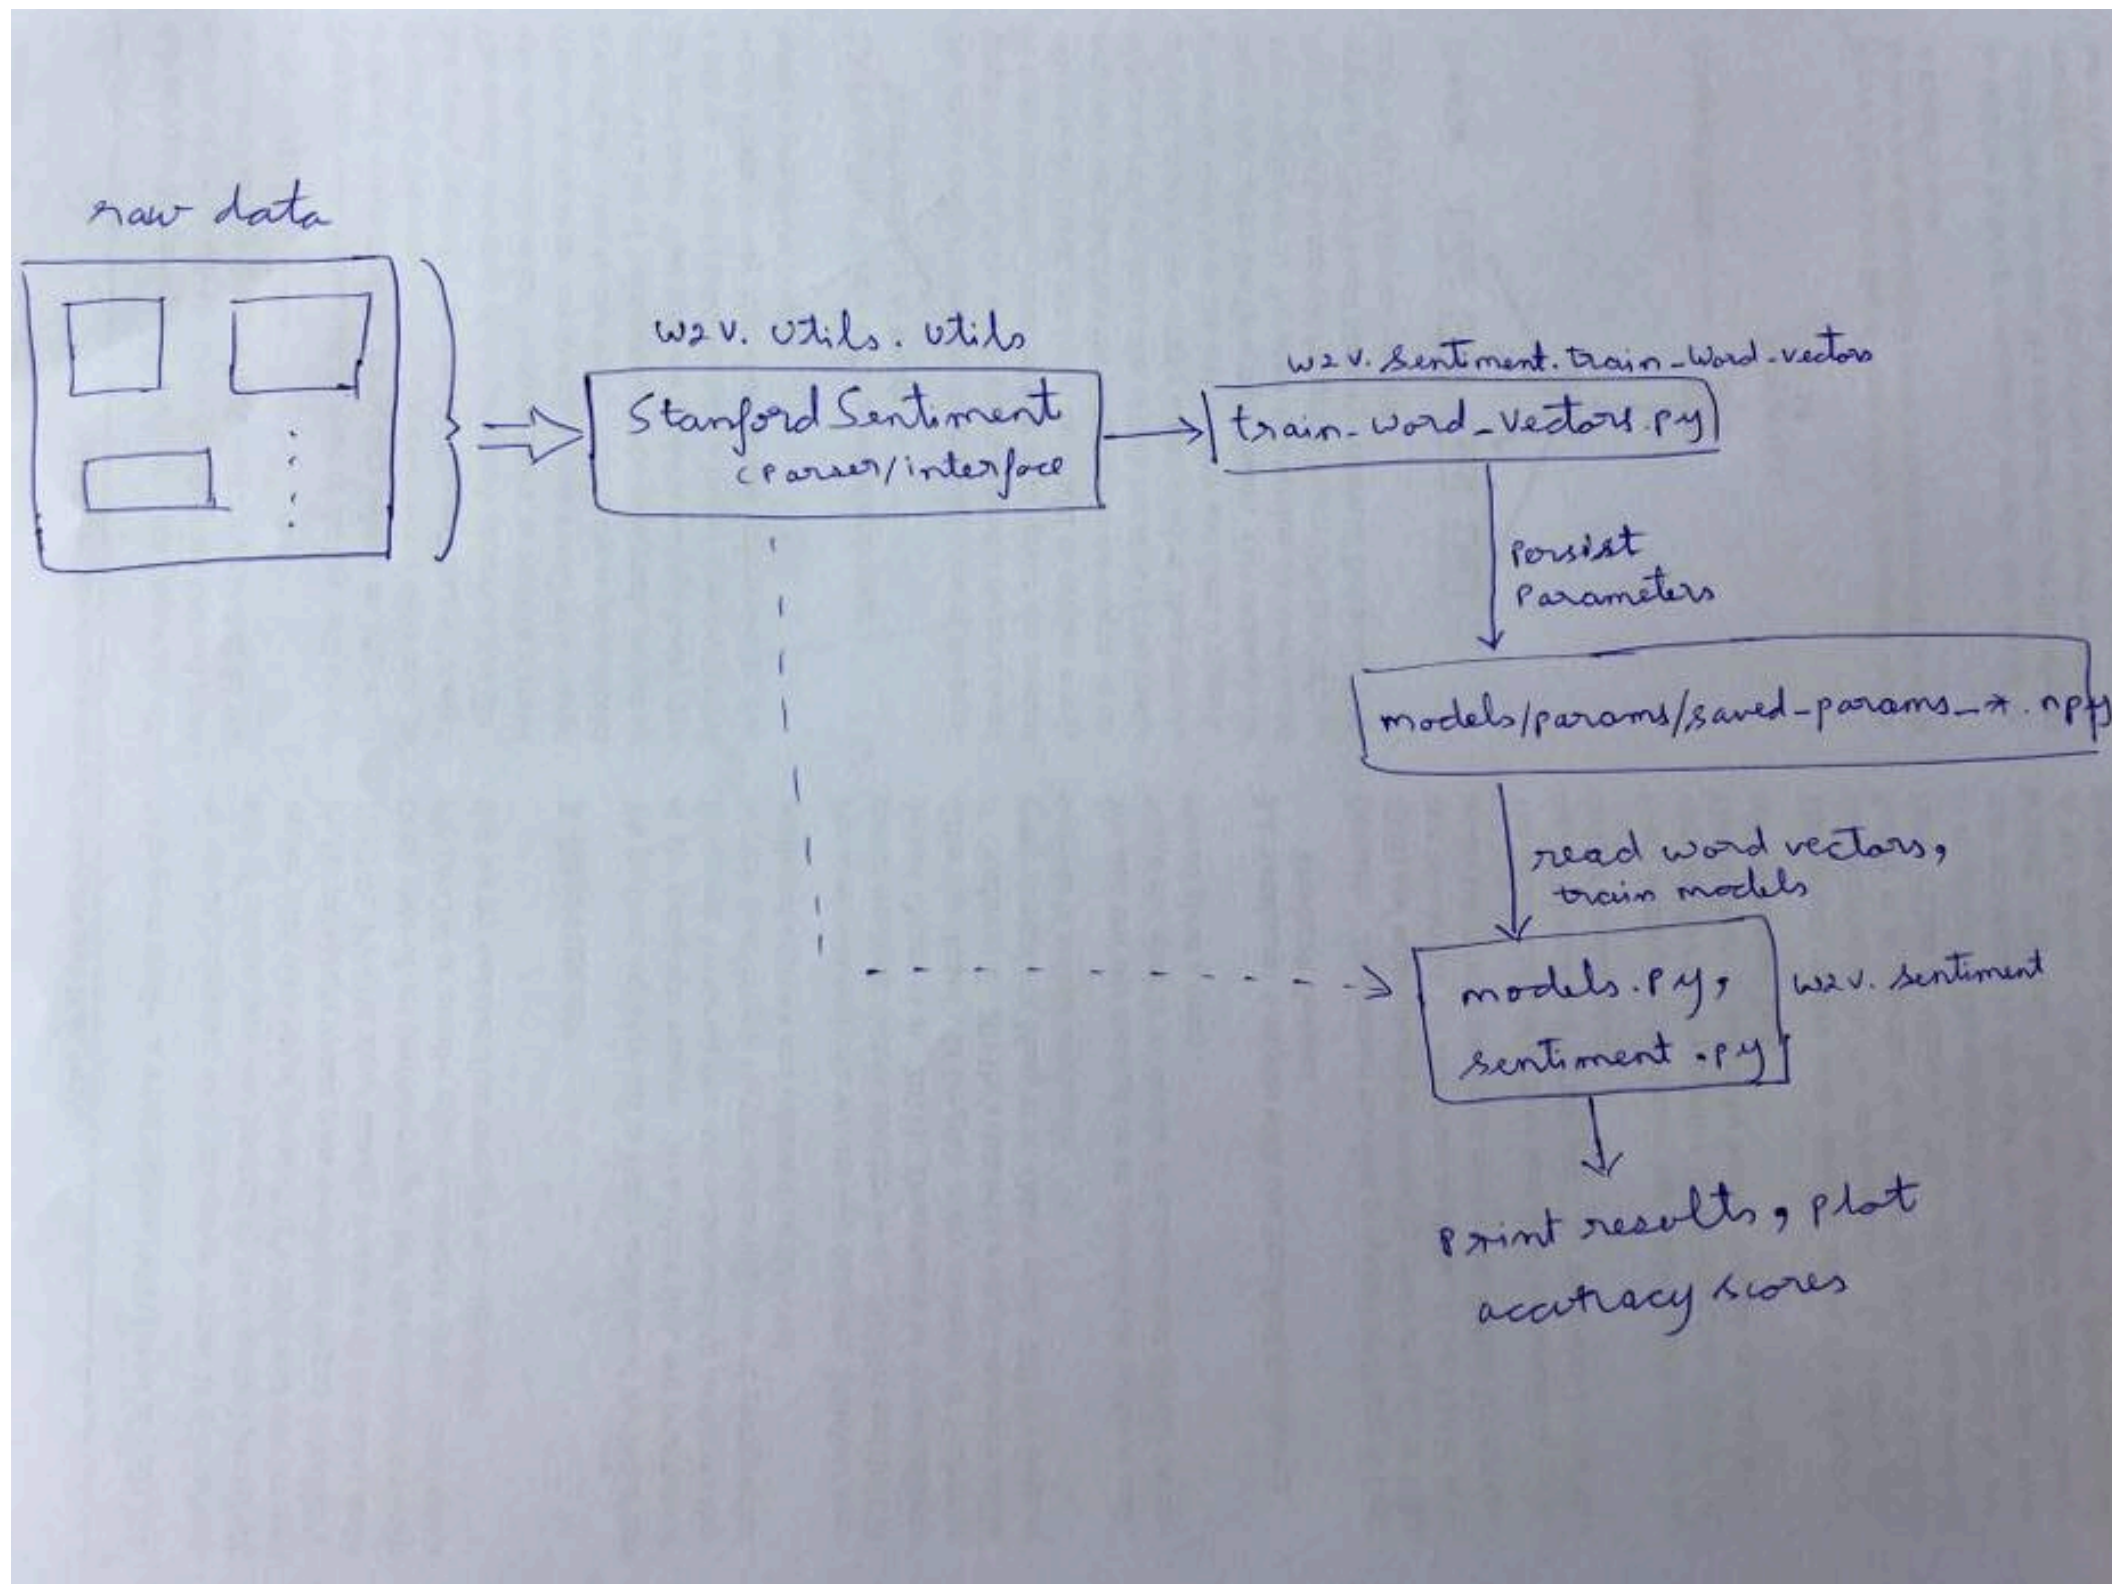 raw data
w2v. utils. utils
Stanford Sentiment
(Parser/interface
w2v. sentiment. train_word_vectors
train_word_vectors.py
Persist
Parameters
models/params/saved_params_*.npy
read word vectors,
train models
models.py,
sentiment.py
w2v. sentiment
Print results, plot
accuracy scores